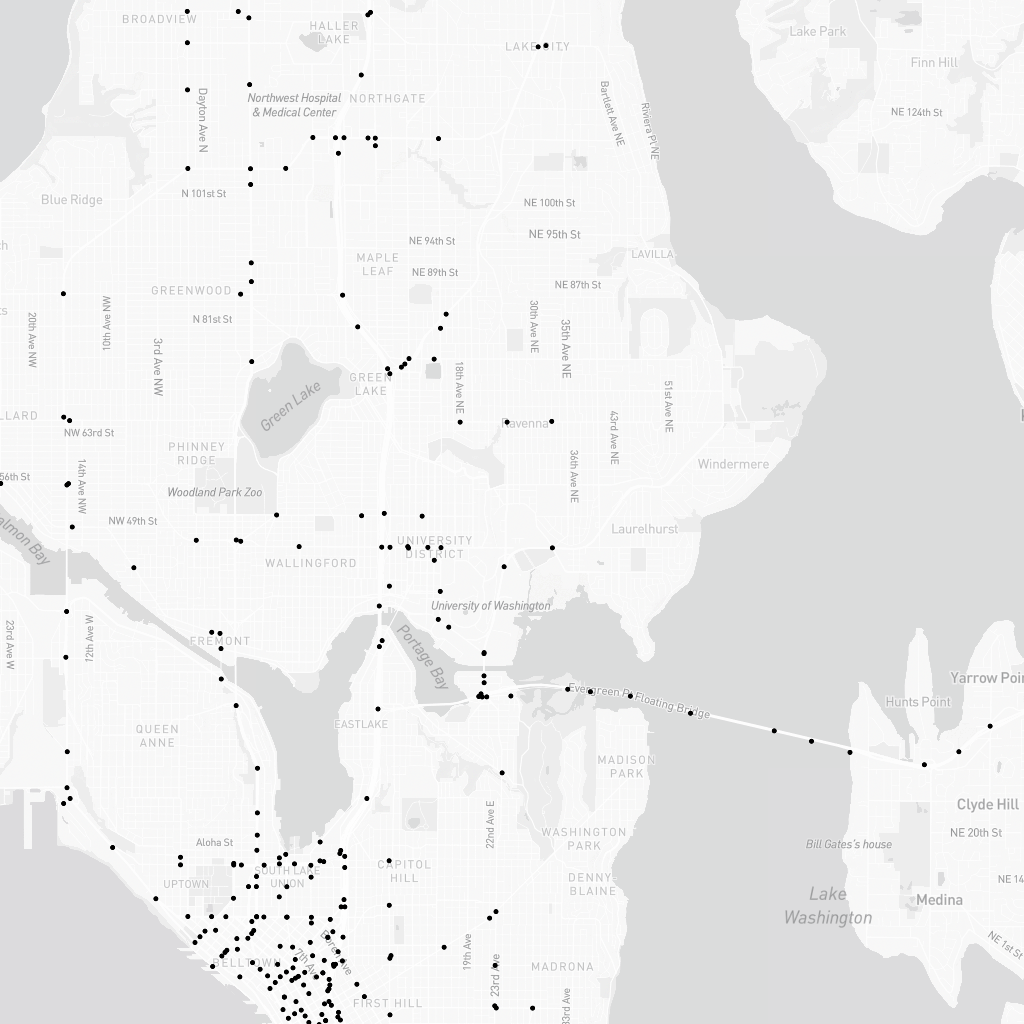 BROADVIEW
HALLER
LAKE
LAKE CITY
Lake Park
Finn Hill
Dayton Ave N
Northwest Hospital
& Medical Center
NORTHGATE
Bartlett Ave NE
Riviera Pl NE
NE 124th St
Blue Ridge
N 101st St
NE 100th St
NE 94th St
NE 95th St
MAPLE
LEAF
NE 89th St
LAVILLA
NE 87th St
GREENWOOD
N 81st St
20th Ave NW
10th Ave NW
3rd Ave NW
30th Ave NE
35th Ave NE
GREEN
LAKE
Green Lake
18th Ave NE
51st Ave NE
43rd Ave NE
NW 63rd St
Ravenna
PHINNEY
RIDGE
36th Ave NE
Windermere
56th St
14th Ave NW
Woodland Park Zoo
NW 49th St
UNIVERSITY
DISTRICT
Laurelhurst
WALLINGFORD
University of Washington
23rd Ave W
12th Ave W
FREMONT
Portage Bay
Evergreen Pt Floating Bridge
Hunts Point
EASTLAKE
QUEEN
ANNE
MADISON
PARK
Clyde Hill
22nd Ave E
WASHINGTON
PARK
NE 20th St
Aloha St
Bill Gates's house
UPTOWN
SOUTH LAKE
UNION
CAPITOL
HILL
DENNY-
BLAINE
Lake
Washington
Medina
NE 1st St
BELLTOWN
7th Ave
19th Ave
23rd Ave
MADRONA
FIRST HILL